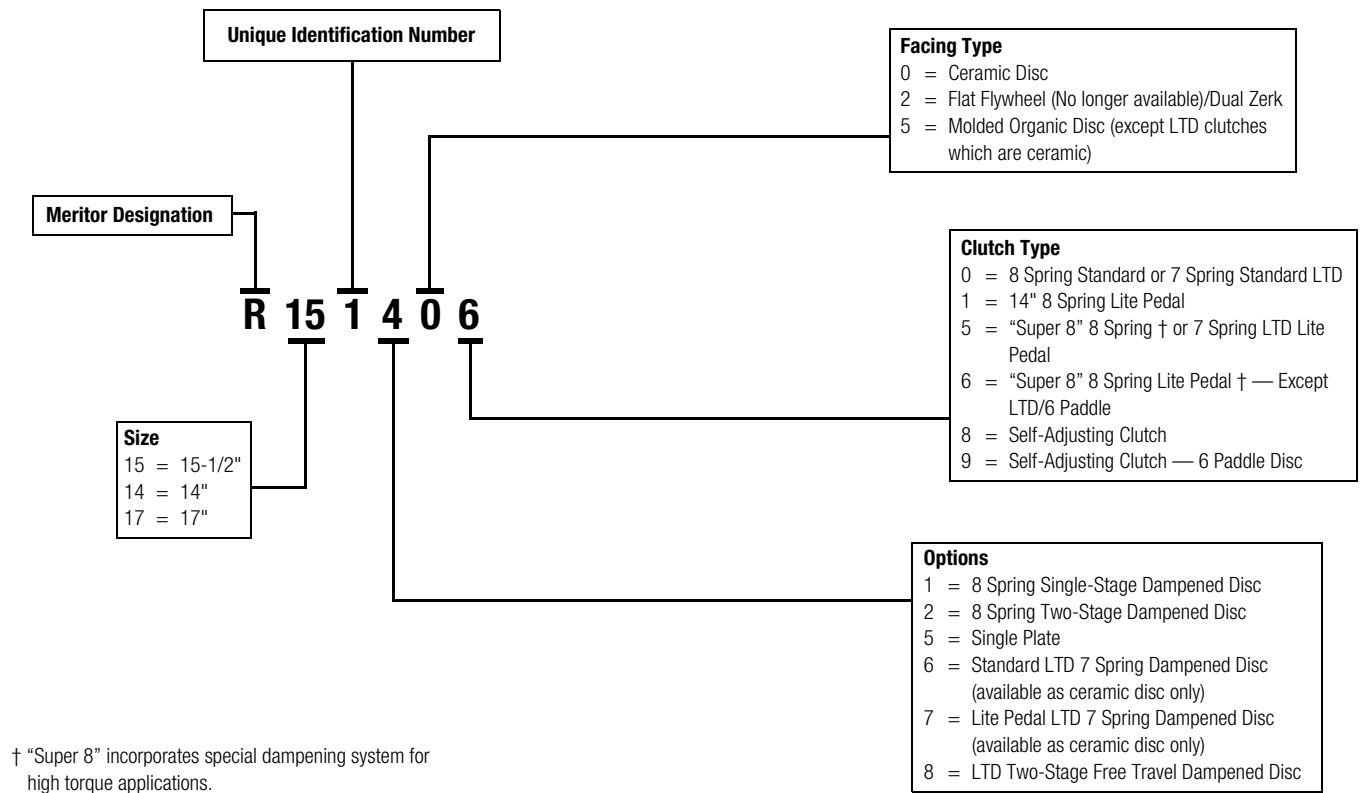 Unique Identification Number
Facing Type
0 = Ceramic Disc
2 = Flat Flywheel (No longer available)/Dual Zerk
5 = Molded Organic Disc (except LTD clutches
which are ceramic)
Meritor Designation
Clutch Type
0 = 8 Spring Standard or 7 Spring Standard LTD
1 = 14" 8 Spring Lite Pedal
5 = “Super 8” 8 Spring † or 7 Spring LTD Lite
Pedal
6 = “Super 8” 8 Spring Lite Pedal † — Except
LTD/6 Paddle
8 = Self-Adjusting Clutch
9 = Self-Adjusting Clutch — 6 Paddle Disc
R 15 1 4 0 6
Size
15 = 15-1/2"
14 = 14"
17 = 17"
Options
1 = 8 Spring Single-Stage Dampened Disc
2 = 8 Spring Two-Stage Dampened Disc
5 = Single Plate
6 = Standard LTD 7 Spring Dampened Disc
(available as ceramic disc only)
7 = Lite Pedal LTD 7 Spring Dampened Disc
(available as ceramic disc only)
8 = LTD Two-Stage Free Travel Dampened Disc
† “Super 8” incorporates special dampening system for
high torque applications.